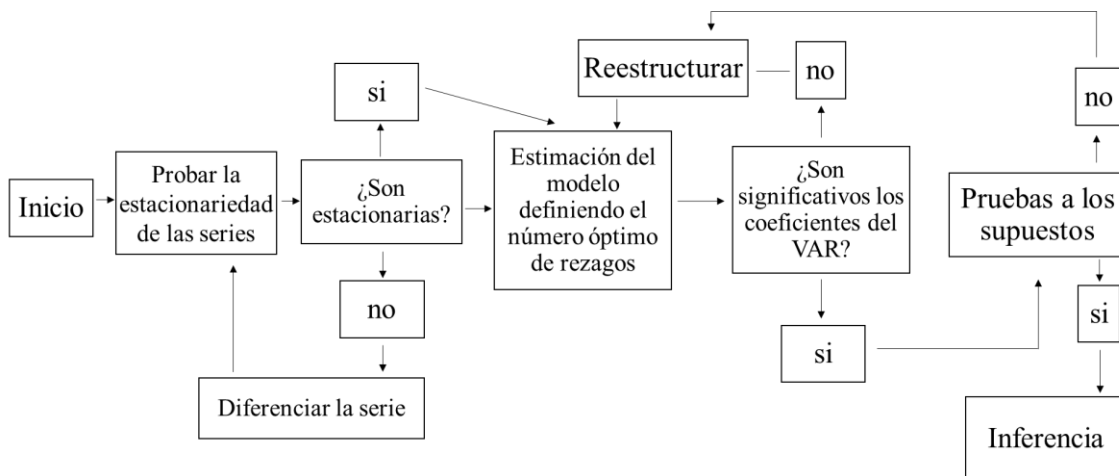 Inicio
Probar la
estacionariedad
de las series
¿Son
estacionarias?
si
no
Diferenciar la serie
Reestructurar
no
Estimación del
modelo
definiendo el
número óptimo
de rezagos
¿Son
significativos los
coeficientes del
VAR?
si
no
Pruebas a los
supuestos
si
Inferencia